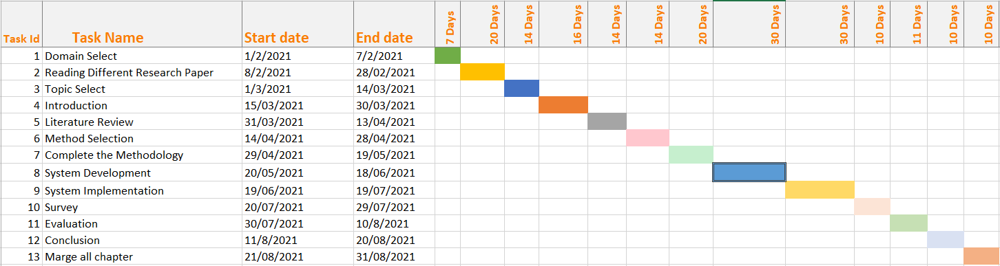 Task Id Task Name Start date End date 7 Days 20 Days 14 Days 16 Days 14 Days 14 Days 20 Days 30 Days 30 Days 10 Days 11 Days 10 Days 10 Days
1 Domain Select 1/2/2021 7/2/2021
2 Reading Different Research Paper 8/2/2021 28/02/2021
3 Topic Select 1/3/2021 14/03/2021
4 Introduction 15/03/2021 30/03/2021
5 Literature Review 31/03/2021 13/04/2021
6 Method Selection 14/04/2021 28/04/2021
7 Complete the Methodology 29/04/2021 19/05/2021
8 System Development 20/05/2021 18/06/2021
9 System Implementation 19/06/2021 19/07/2021
10 Survey 20/07/2021 29/07/2021
11 Evaluation 30/07/2021 10/8/2021
12 Conclusion 11/8/2021 20/08/2021
13 Marge all chapter 21/08/2021 31/08/2021